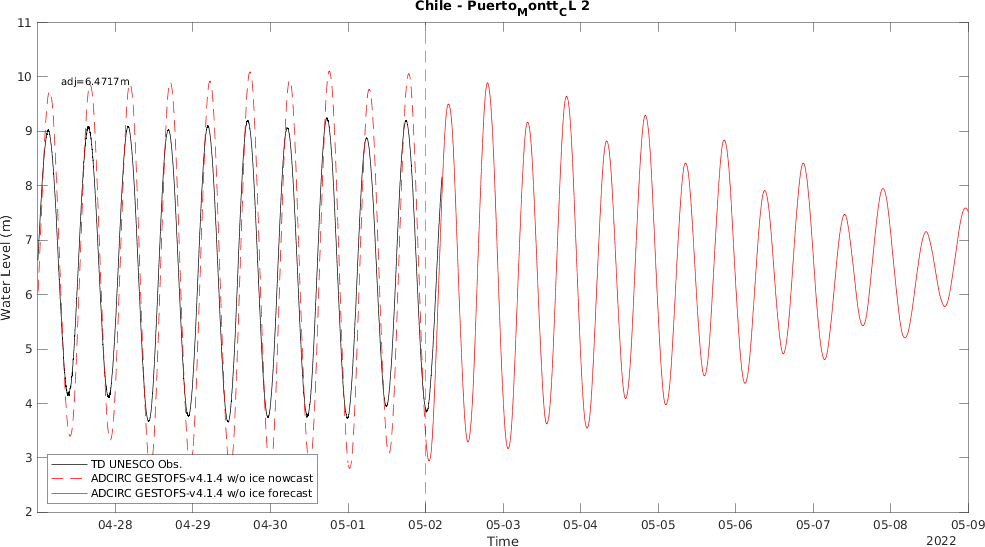 Chile - Puerto_Montt_CL 2
adj=6.4717m
Water Level (m)
11
10
9
8
7
6
5
4
3
2
TD UNESCO Obs.
ADCIRC GESTOFS-v4.1.4 w/o ice nowcast
ADCIRC GESTOFS-v4.1.4 w/o ice forecast
04-28 04-29 04-30 05-01 05-02 05-03 05-04 05-05 05-06 05-07 05-08 05-09
Time
2022